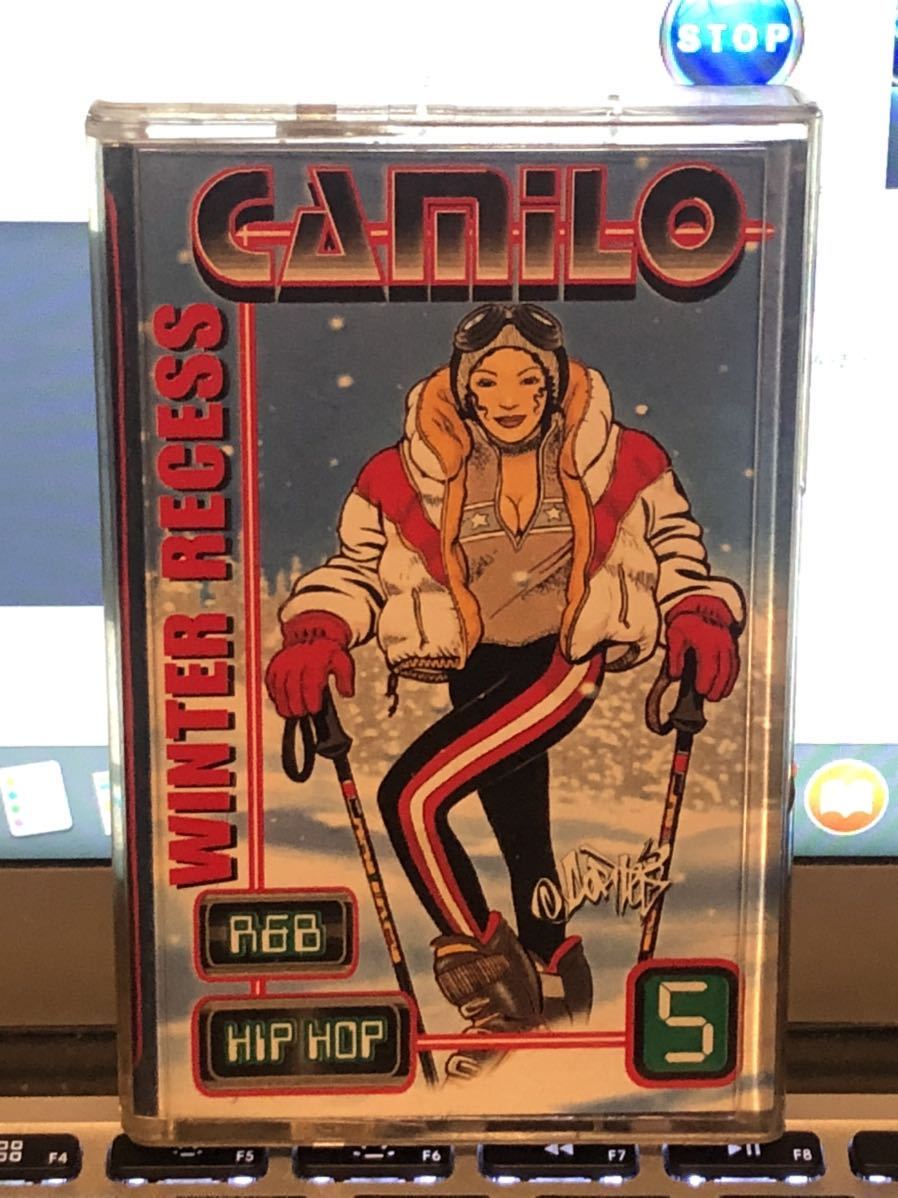 STOP
CAMiLO
WINTER RECESS
R&B
HIP HOP
5
F4
F5
F6
F7
F8